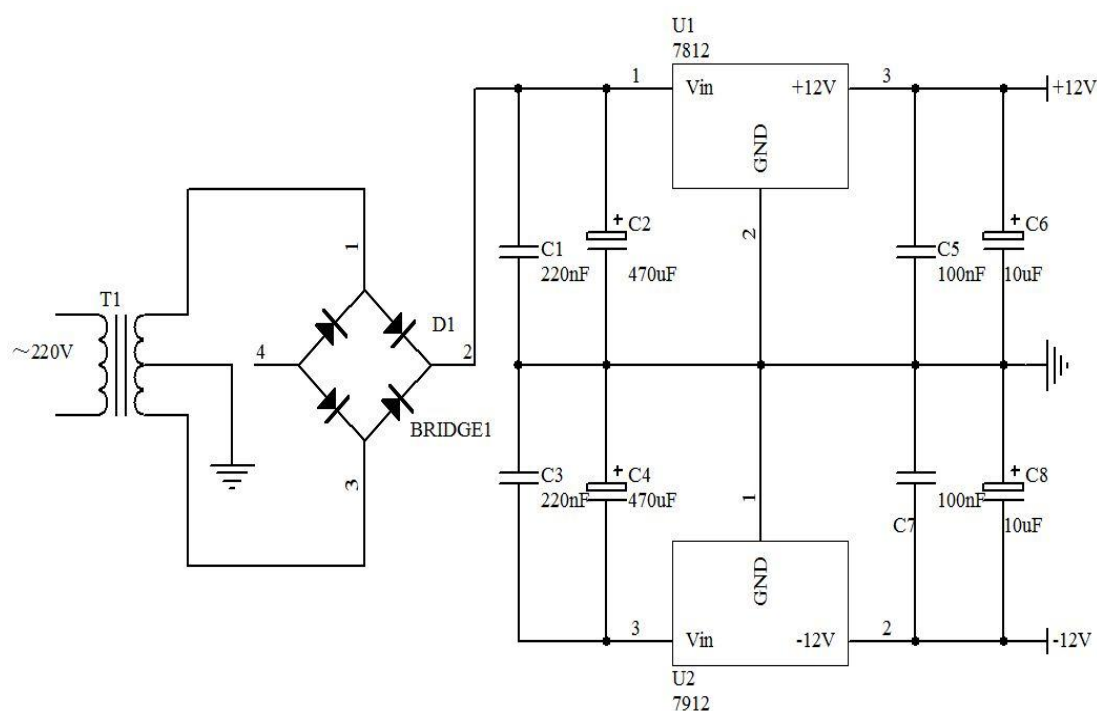 U1
7812
1
Vin
+12V
3
+12V
GND
2
1
C1
220nF
+
C2
470uF
C5
100nF
+
C6
10uF
T1
~220V
D1
4
2
BRIDGE1
3
C3
220nF
+
C4
470uF
1
C7
100nF
+
C8
10uF
GND
3
Vin
-12V
2
-12V
U2
7912